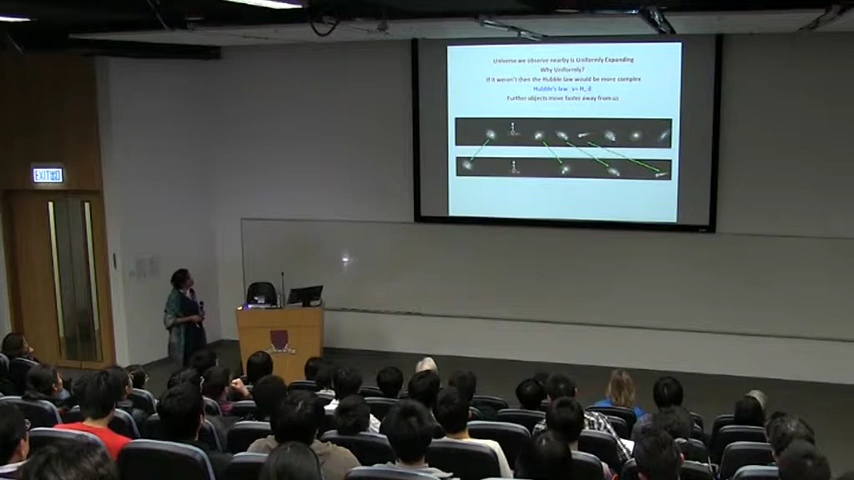 Universe we observe nearby is Uniformly Expanding
Why Uniformly?
If it weren't then the Hubble law would be more complex
Hubble's law v= H₀ d
Further objects move faster away from us
EXIT